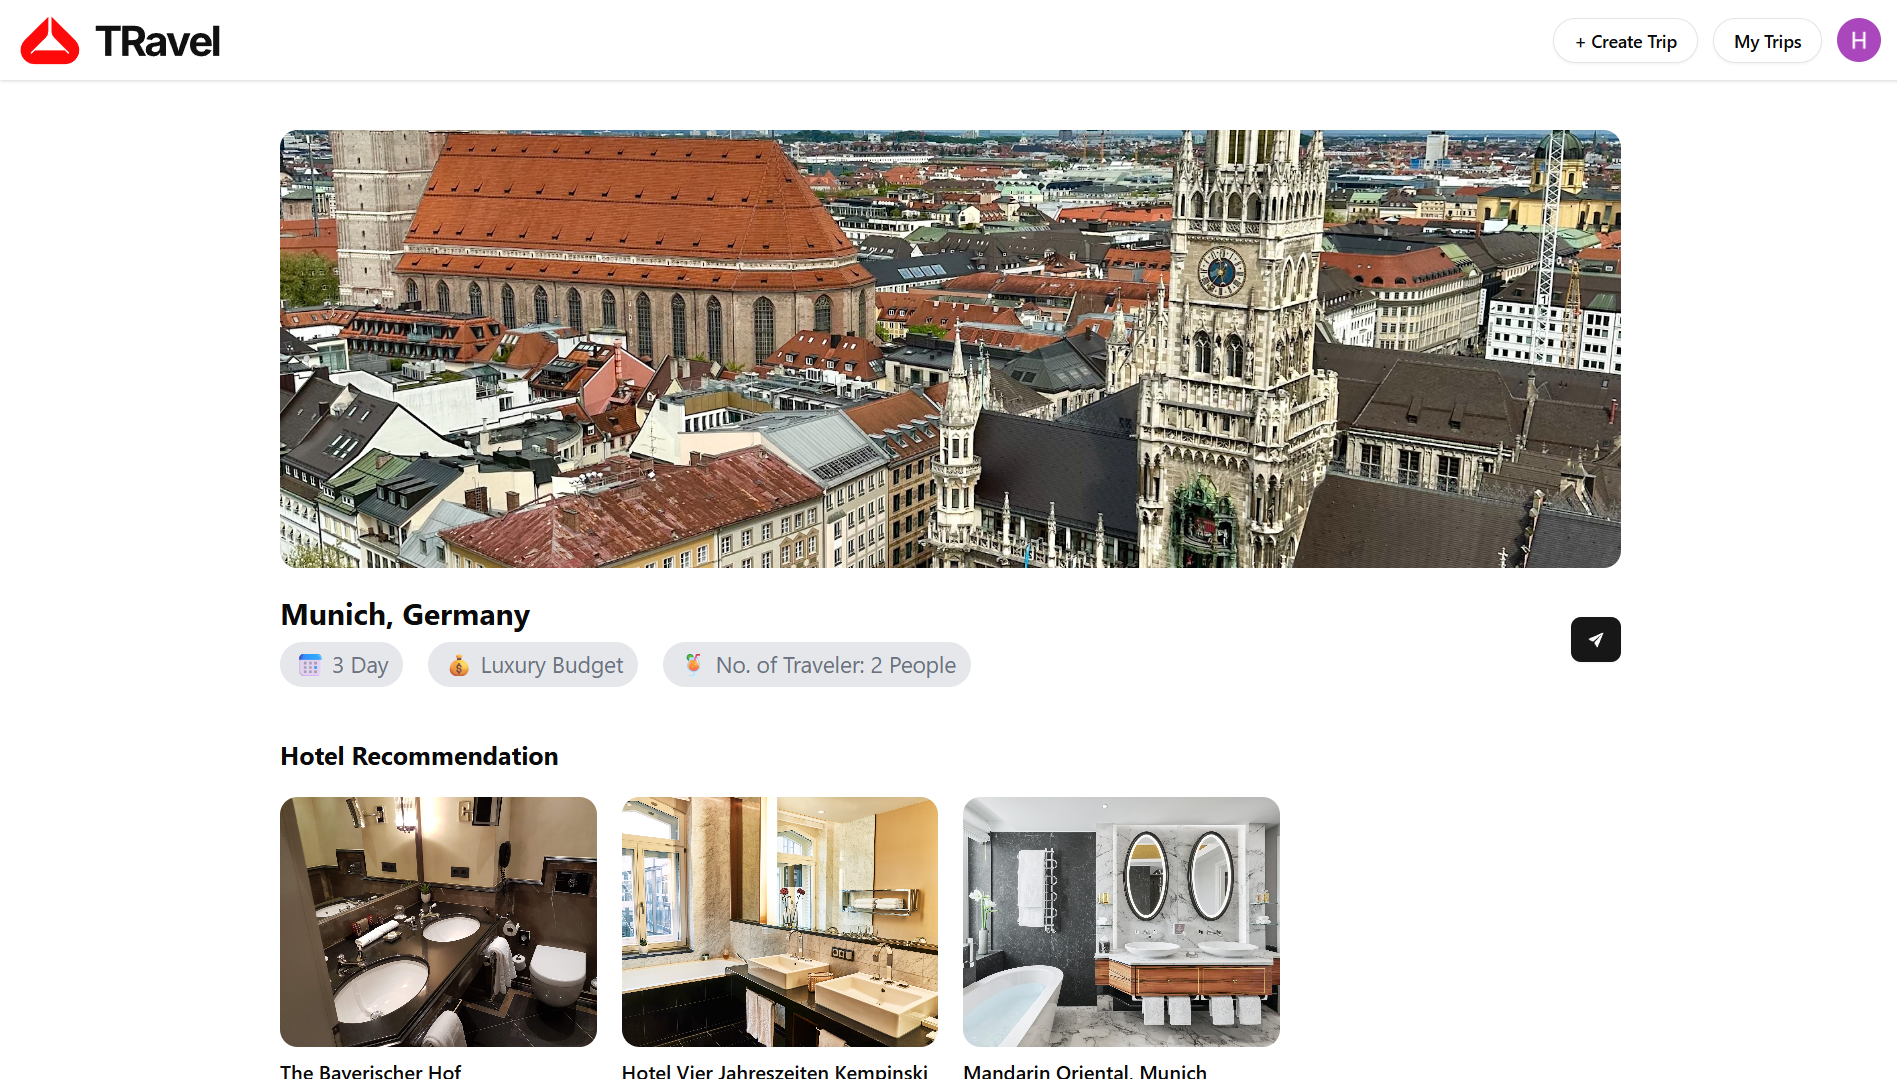 TRavel
+ Create Trip
My Trips
H
Munich, Germany
3 Day
Luxury Budget
No. of Traveler: 2 People
Hotel Recommendation
The Bayerischer Hof
Hotel Vier Jahreszeiten Kempinski
Mandarin Oriental, Munich